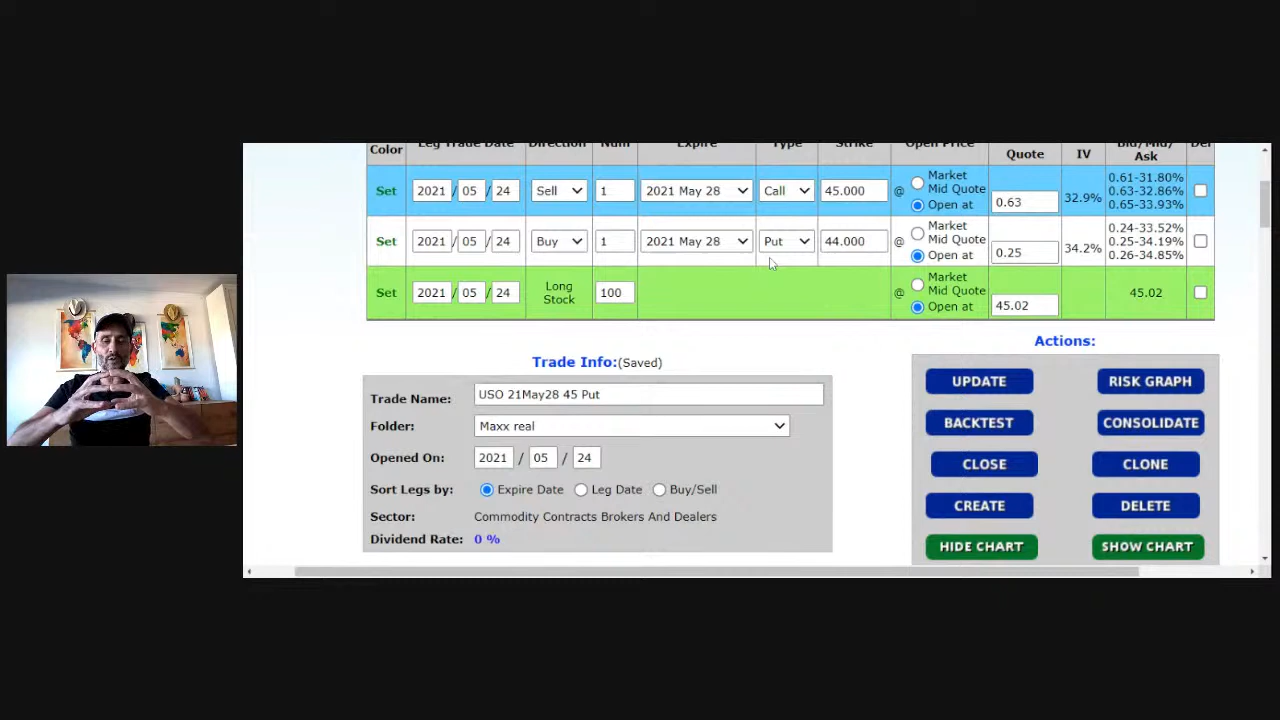 Color Leg Trade Date Direction Num Expire Type Strike Open Price Quote IV Bid/Mid/ Ask Del
Set 2021 / 05 / 24 Sell 1 2021 May 28 Call 45.000 @ Market Mid Quote Open at 0.63 32.9% 0.61-31.80% 0.63-32.86% 0.65-33.93%
Set 2021 / 05 / 24 Buy 1 2021 May 28 Put 44.000 @ Market Mid Quote Open at 0.25 34.2% 0.24-33.52% 0.25-34.19% 0.26-34.85%
Set 2021 / 05 / 24 Long Stock 100 @ Market Mid Quote Open at 45.02 45.02
Trade Info:(Saved)
Trade Name: USO 21May28 45 Put
Folder: Maxx real
Opened On: 2021 / 05 / 24
Sort Legs by: Expire Date Leg Date Buy/Sell
Sector: Commodity Contracts Brokers And Dealers
Dividend Rate: 0 %
Actions:
UPDATE RISK GRAPH
BACKTEST CONSOLIDATE
CLOSE CLONE
CREATE DELETE
HIDE CHART SHOW CHART